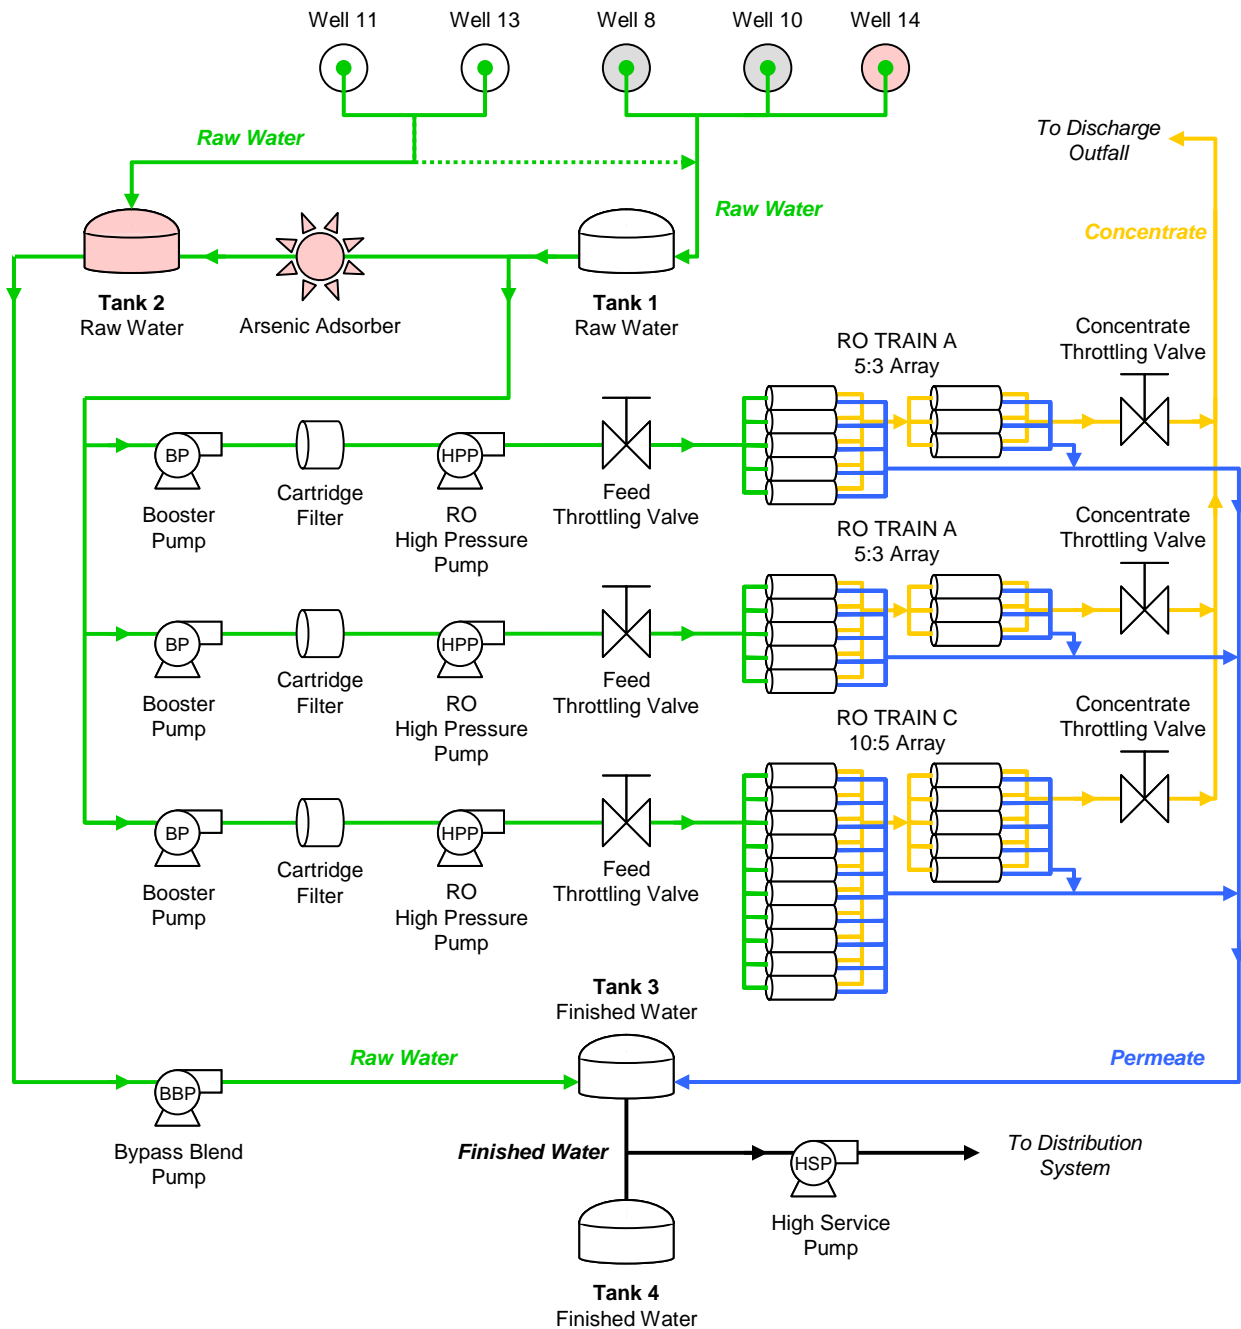 Well 11
Well 13
Well 8
Well 10
Well 14
Raw Water
To Discharge
Outfall
Raw Water
Concentrate
Tank 2
Raw Water
Arsenic Adsorber
Tank 1
Raw Water
RO TRAIN A
5:3 Array
Concentrate
Throttling Valve
BP
HPP
Booster
Pump
Cartridge
Filter
RO
High Pressure
Pump
Feed
Throttling Valve
RO TRAIN A
5:3 Array
Concentrate
Throttling Valve
BP
HPP
Booster
Pump
Cartridge
Filter
RO
High Pressure
Pump
Feed
Throttling Valve
RO TRAIN C
10:5 Array
Concentrate
Throttling Valve
BP
HPP
Booster
Pump
Cartridge
Filter
RO
High Pressure
Pump
Feed
Throttling Valve
Tank 3
Finished Water
Raw Water
Permeate
BBP
Bypass Blend
Pump
Finished Water
HSP
To Distribution
System
High Service
Pump
Tank 4
Finished Water